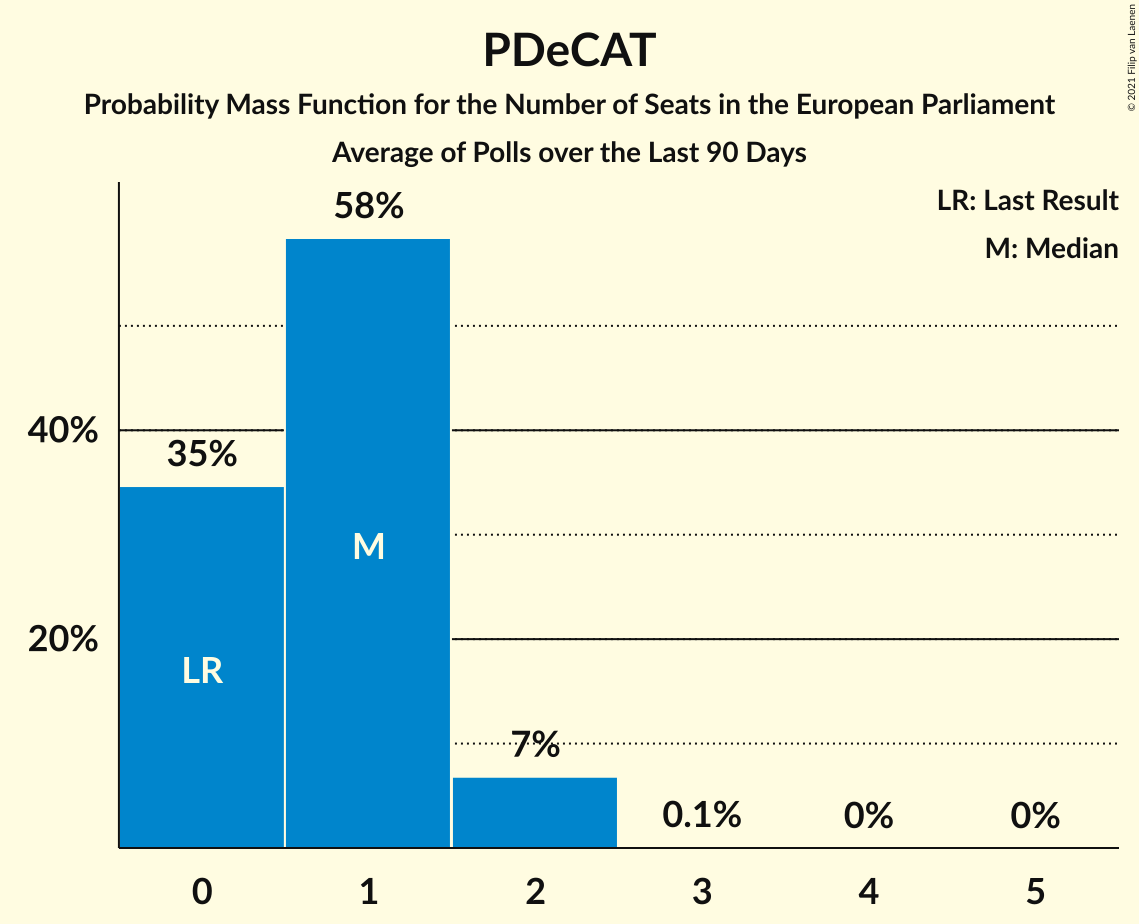 PDeCAT
Probability Mass Function for the Number of Seats in the European Parliament
Average of Polls over the Last 90 Days
© 2021 Filip van Laenen
LR: Last Result
M: Median
58%
40%
35%
M
20%
LR
7%
0.1%
0%
0%
0 1 2 3 4 5